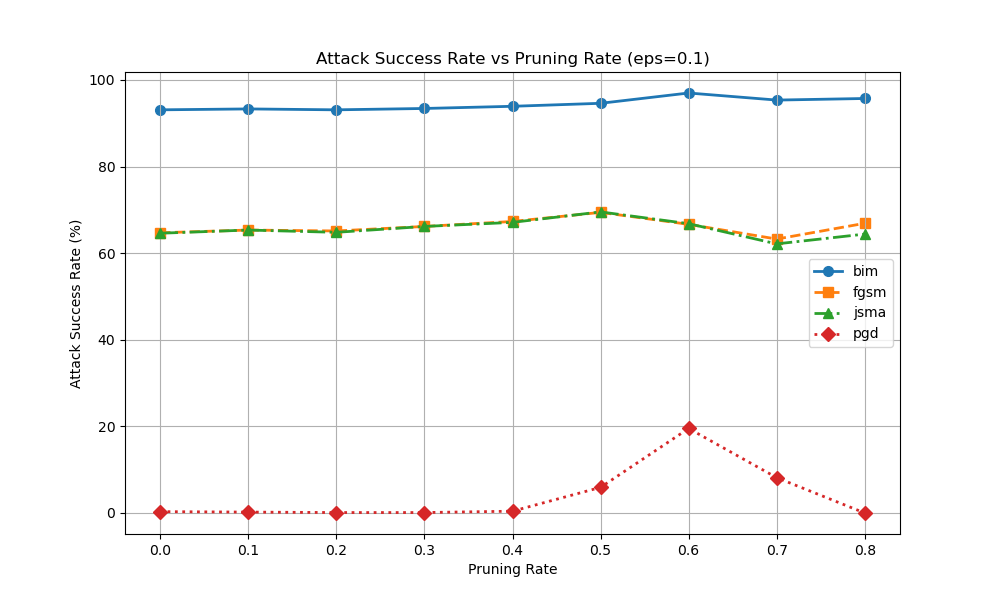 Attack Success Rate vs Pruning Rate (eps=0.1)
Attack Success Rate (%)
100
80
60
40
20
0
bim
fgsm
jsma
pgd
0.0 0.1 0.2 0.3 0.4 0.5 0.6 0.7 0.8
Pruning Rate